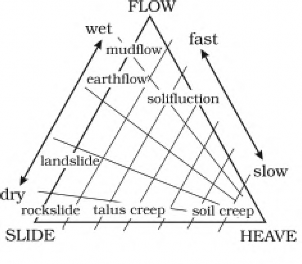 FLOW
wet
fast
mudflow
earthflow
solifluction
landslide
slow
dry
rockslide talus creep soil creep
SLIDE HEAVE